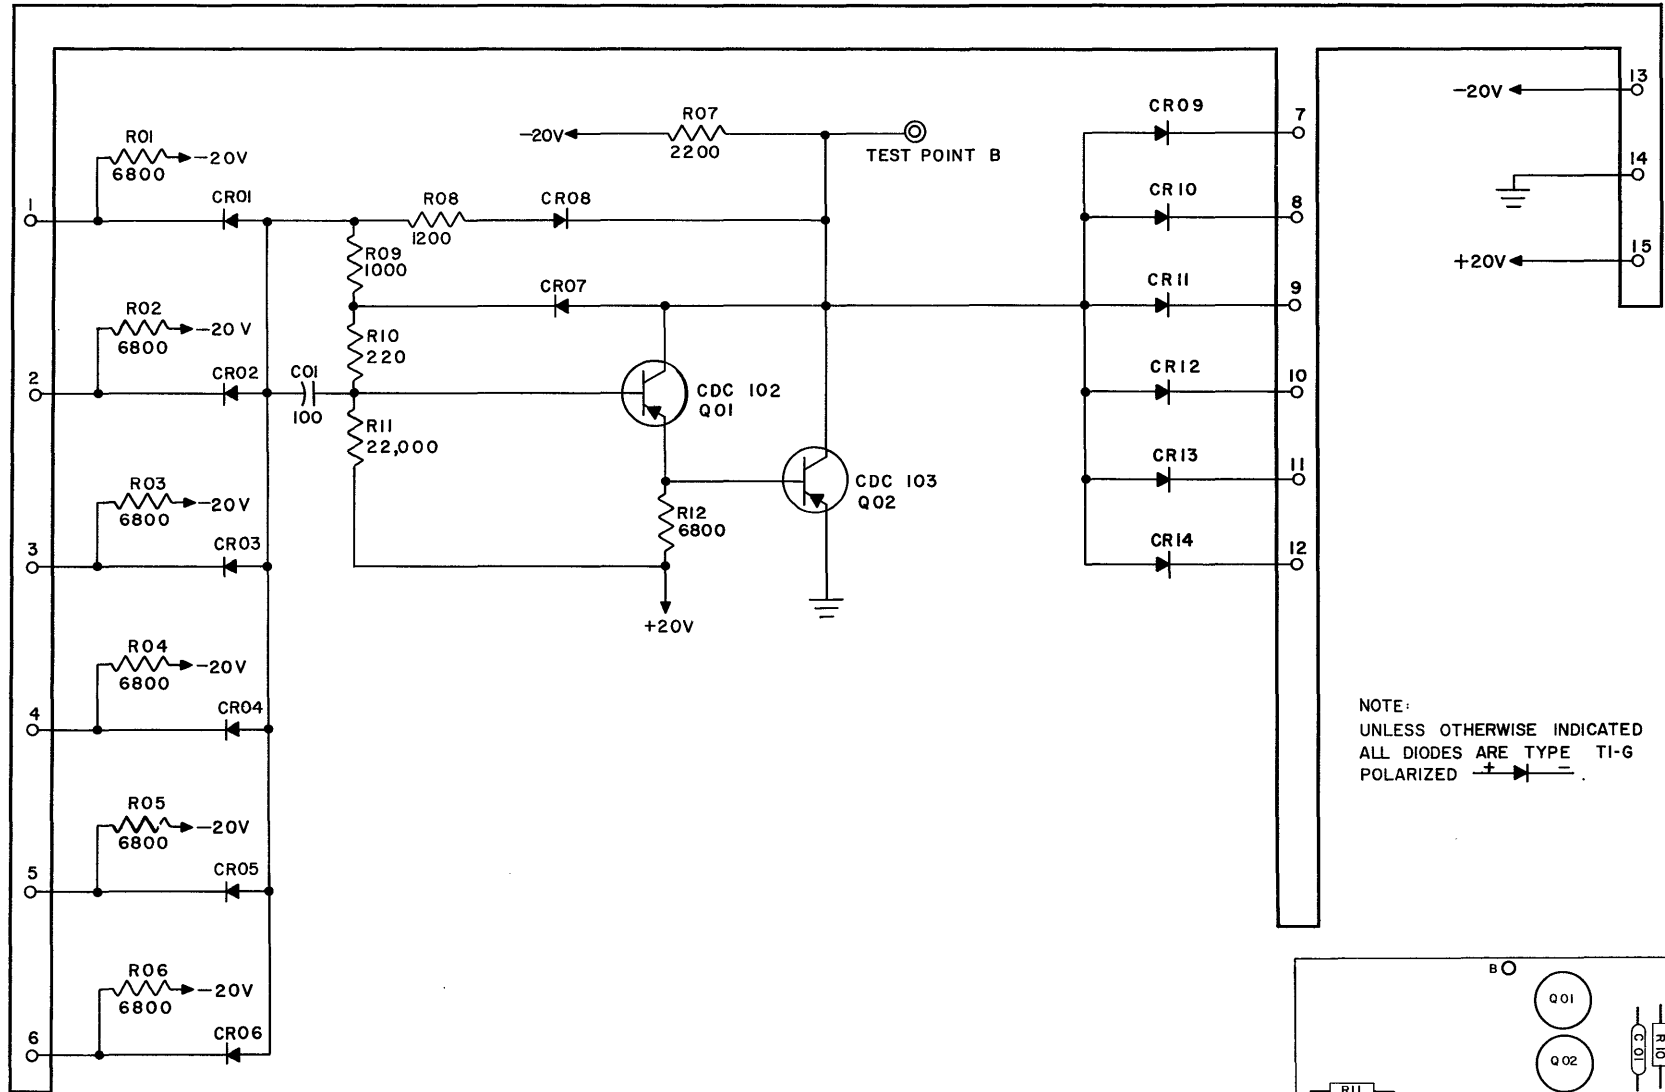 R01
-20V
6800
1
CR01
R02
-20 V
6800
2
CR02
C01
100
R03
-20V
6800
3
CR03
R04
-20V
6800
4
CR04
R05
-20V
6800
5
CR05
R06
-20V
6800
6
CR06
-20V
R07
2200
TEST POINT B
R08
1200
CR08
R09
1000
CR07
R10
220
R11
22,000
CDC 102
Q01
CDC 103
Q02
R12
6800
+20V
CR09
7
CR10
8
CR11
9
CR12
10
CR13
11
CR14
12
-20V
13
14
+20V
15
NOTE:
UNLESS OTHERWISE INDICATED
ALL DIODES ARE TYPE TI-G
POLARIZED + - .
B
Q01
Q02
C01
R10
R11